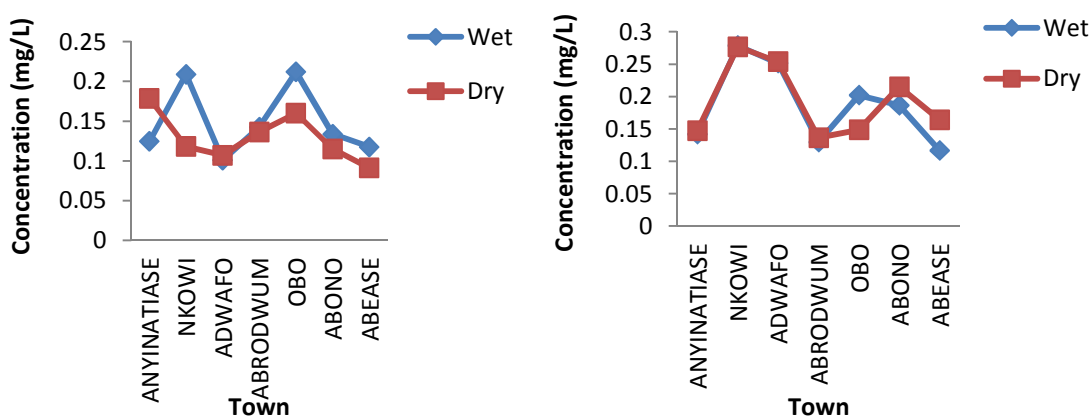 Concentration (mg/L)
0.25
0.2
0.15
0.1
0.05
0
ANYINATIASE
NKOWI
ADWAFO
ABRODWUM
OBO
ABONO
ABEASE
Town
Wet
Dry
Concentration (mg/L)
0.3
0.25
0.2
0.15
0.1
0.05
0
ANYINATIASE
NKOWI
ADWAFO
ABRODWUM
OBO
ABONO
ABEASE
Town
Wet
Dry